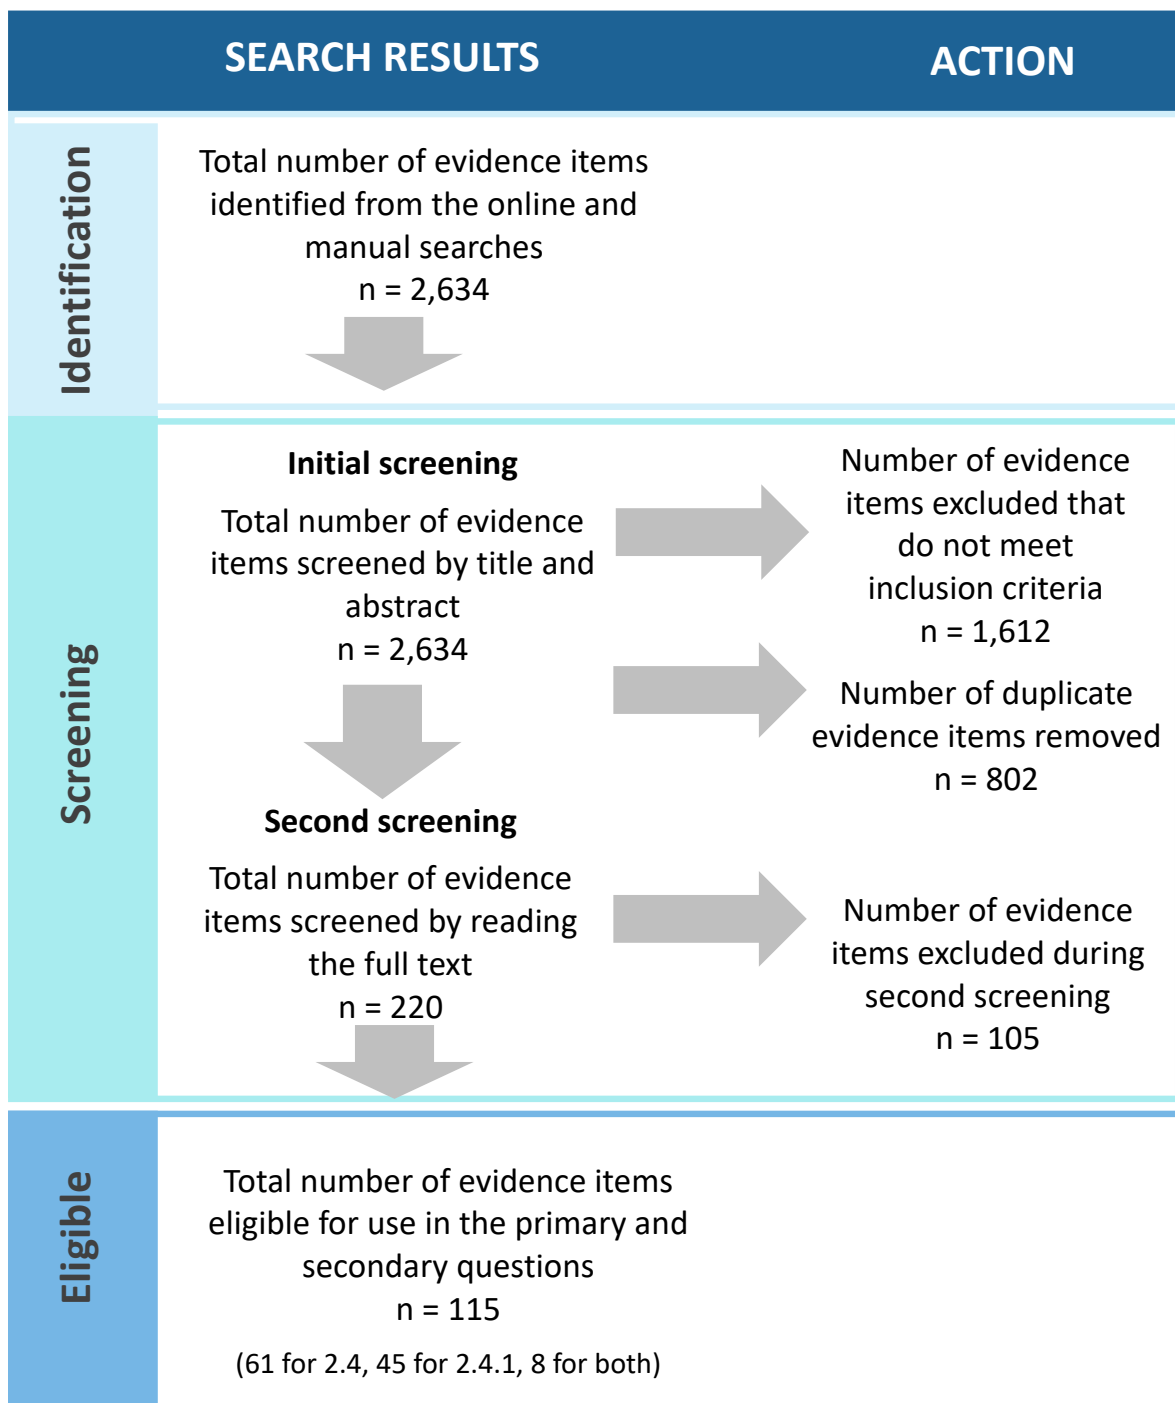 SEARCH RESULTS
ACTION
Identification
Total number of evidence items
identified from the online and
manual searches
n = 2,634
Screening
Initial screening
Total number of evidence
items screened by title and
abstract
n = 2,634
Number of evidence
items excluded that
do not meet
inclusion criteria
n = 1,612
Number of duplicate
evidence items removed
n = 802
Second screening
Total number of evidence
items screened by reading
the full text
n = 220
Number of evidence
items excluded during
second screening
n = 105
Eligible
Total number of evidence items
eligible for use in the primary and
secondary questions
n = 115
(61 for 2.4, 45 for 2.4.1, 8 for both)